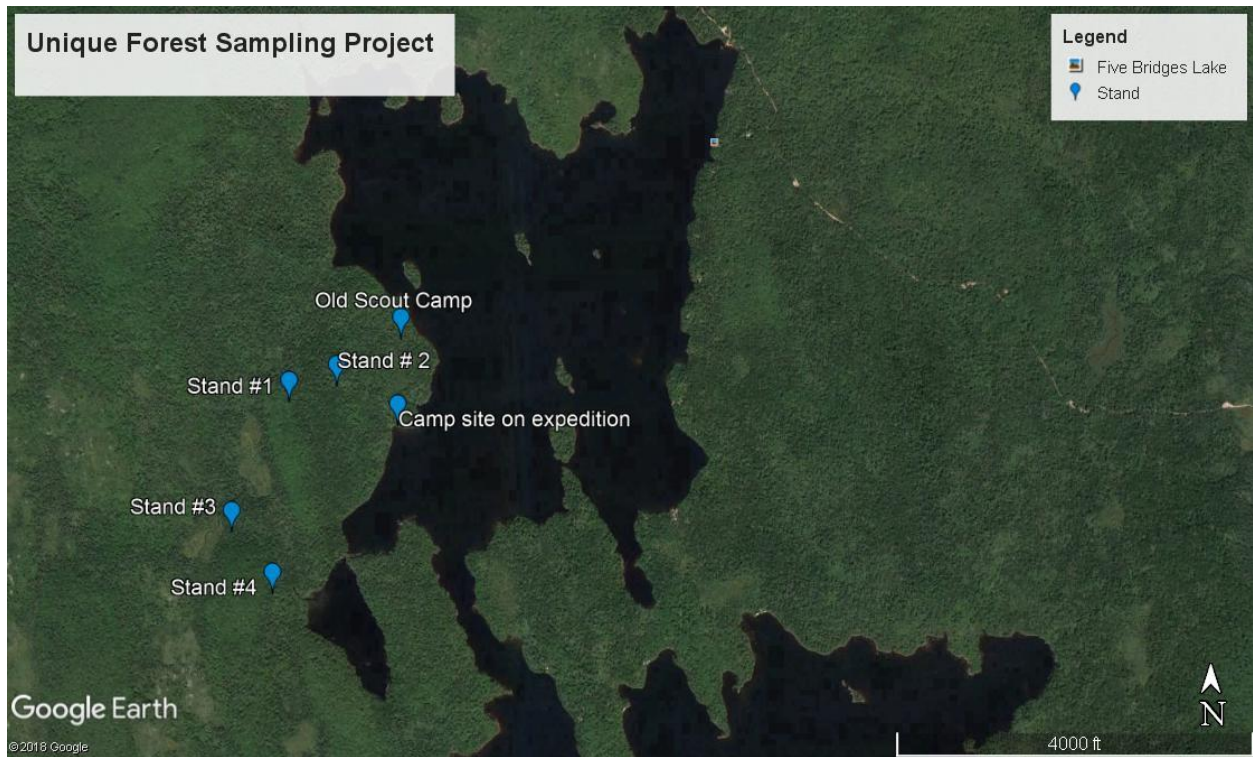 Unique Forest Sampling Project
Legend
Five Bridges Lake
Stand
Old Scout Camp
Stand # 2
Stand #1
Camp site on expedition
Stand #3
Stand #4
Google Earth
N
© 2018 Google
4000 ft